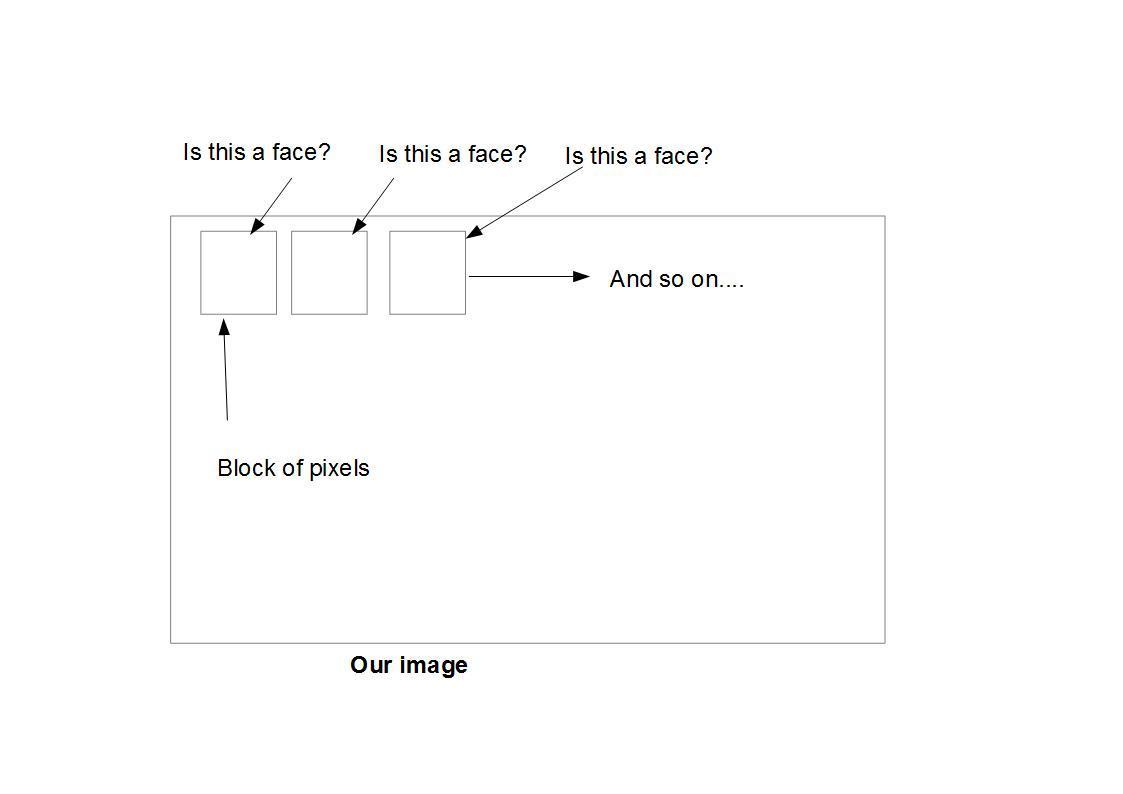 Is this a face?
Is this a face?
Is this a face?
And so on....
Block of pixels
Our image